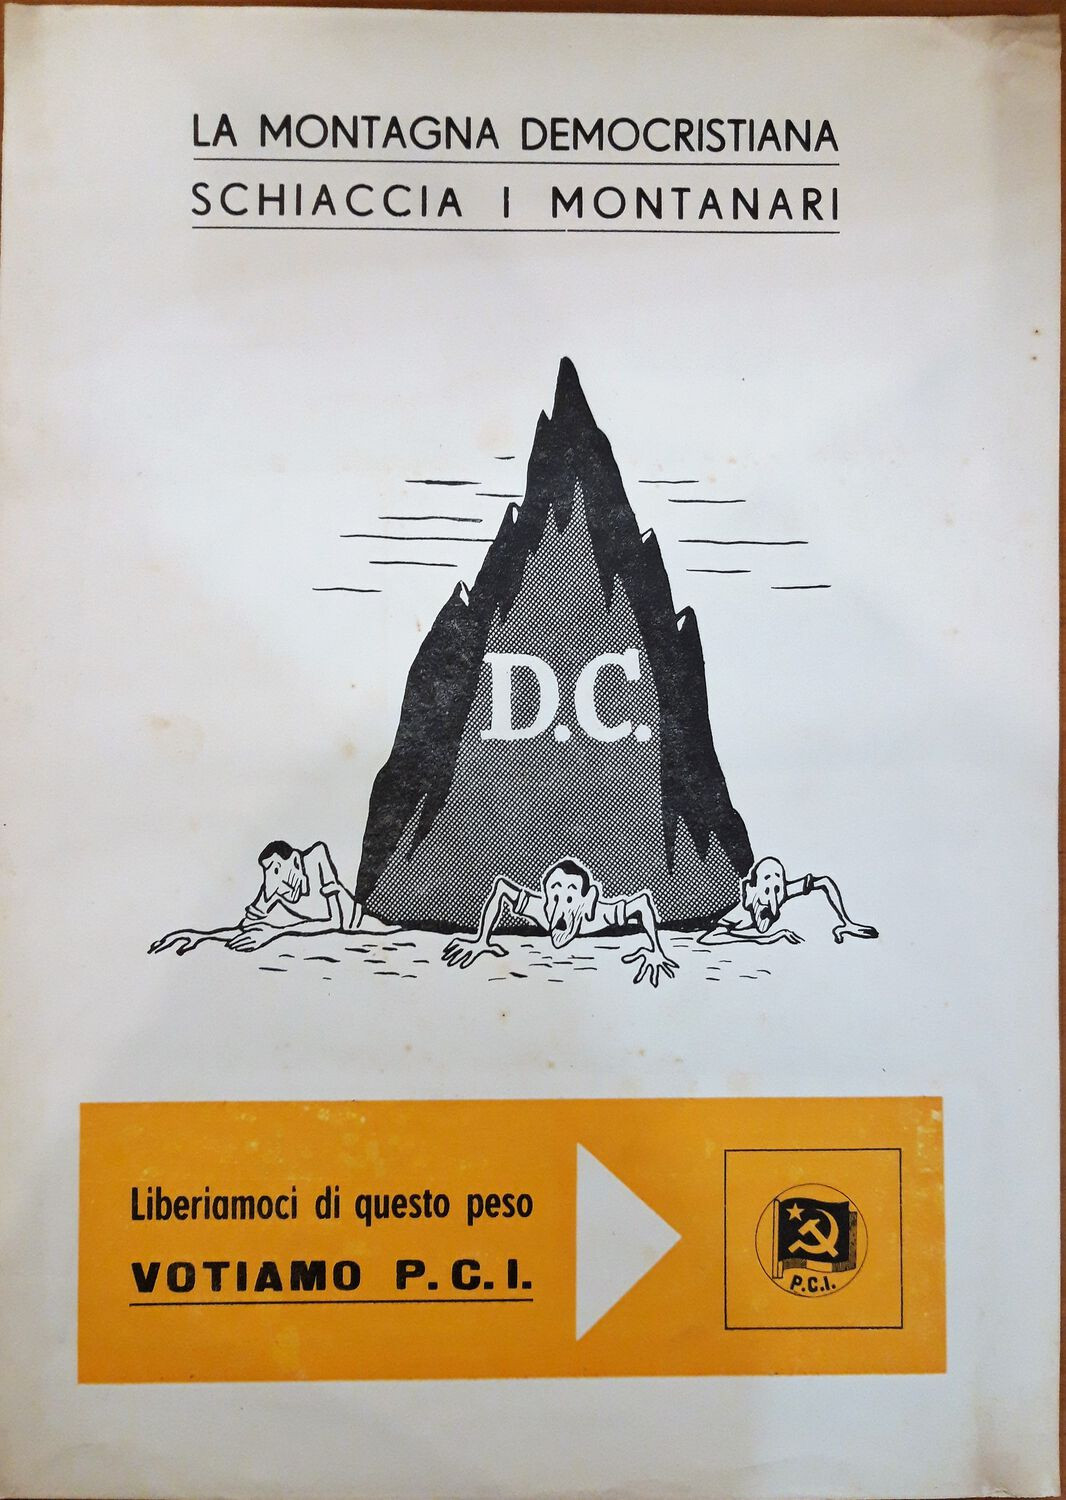 LA MONTAGNA DEMOCRISTIANA
SCHIACCIA I MONTANARI
D.C.
Liberiamoci di questo peso
VOTIAMO P.C.I.
P.C.I.